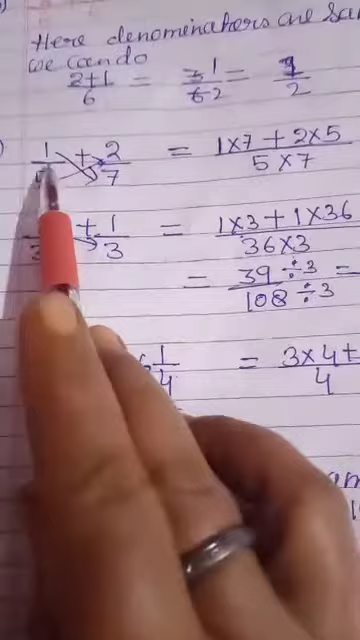 Here denominators are Sa
we can do
2+1/6 = 3 1/6 2 = 1/2
1/5 + 2/7 = 1×7 + 2×5/5×7
+ 1/3 = 1×3 + 1×36/36×3
= 39÷3/108÷3 =
1/4 = 3×4+/4